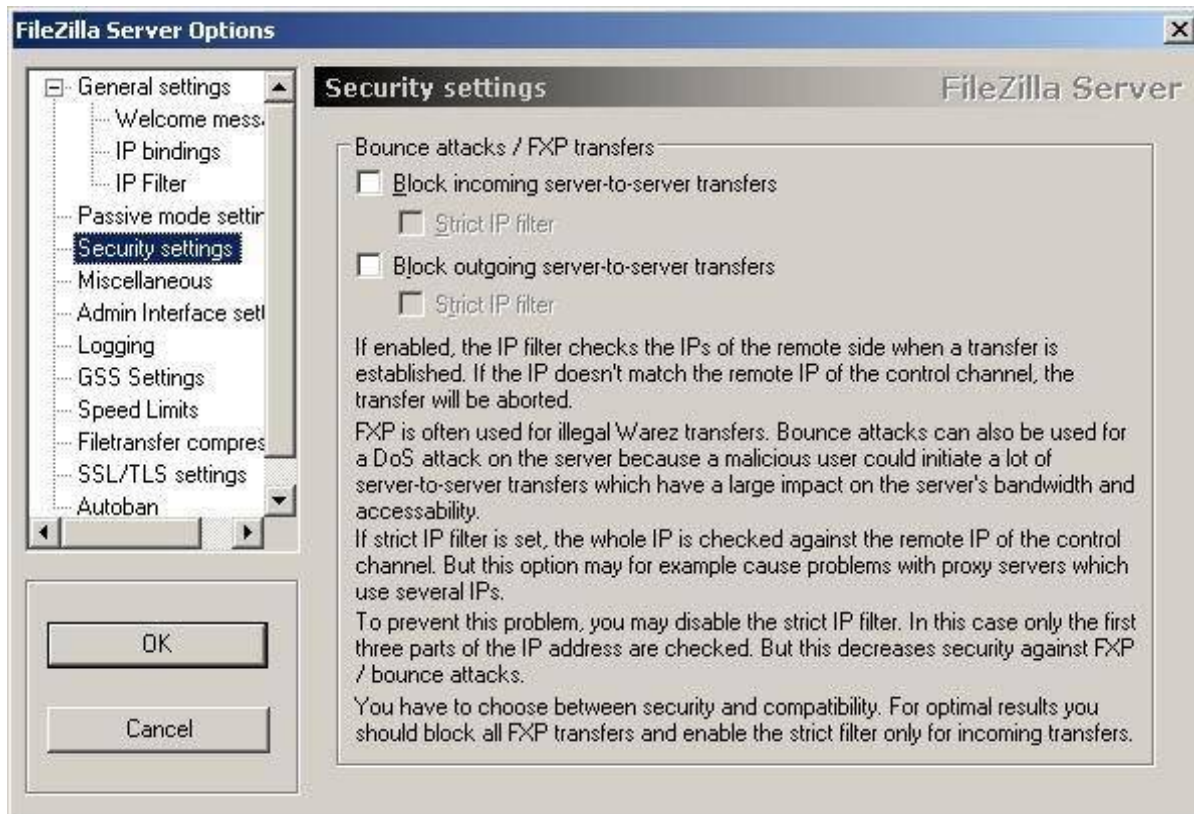 FileZilla Server Options
General settings
Welcome mess
IP bindings
IP Filter
Passive mode settin
Security settings
Miscellaneous
Admin Interface sett
Logging
GSS Settings
Speed Limits
Filetransfer compres
SSL/TLS settings
Autoban
OK
Cancel
Security settings
FileZilla Server
Bounce attacks / FXP transfers
Block incoming server-to-server transfers
Strict IP filter
Block outgoing server-to-server transfers
Strict IP filter
If enabled, the IP filter checks the IPs of the remote side when a transfer is
established. If the IP doesn't match the remote IP of the control channel, the
transfer will be aborted.
FXP is often used for illegal Warez transfers. Bounce attacks can also be used for
a DoS attack on the server because a malicious user could initiate a lot of
server-to-server transfers which have a large impact on the server's bandwidth and
accessability.
If strict IP filter is set, the whole IP is checked against the remote IP of the control
channel. But this option may for example cause problems with proxy servers which
use several IPs.
To prevent this problem, you may disable the strict IP filter. In this case only the first
three parts of the IP address are checked. But this decreases security against FXP
/ bounce attacks.
You have to choose between security and compatibility. For optimal results you
should block all FXP transfers and enable the strict filter only for incoming transfers.